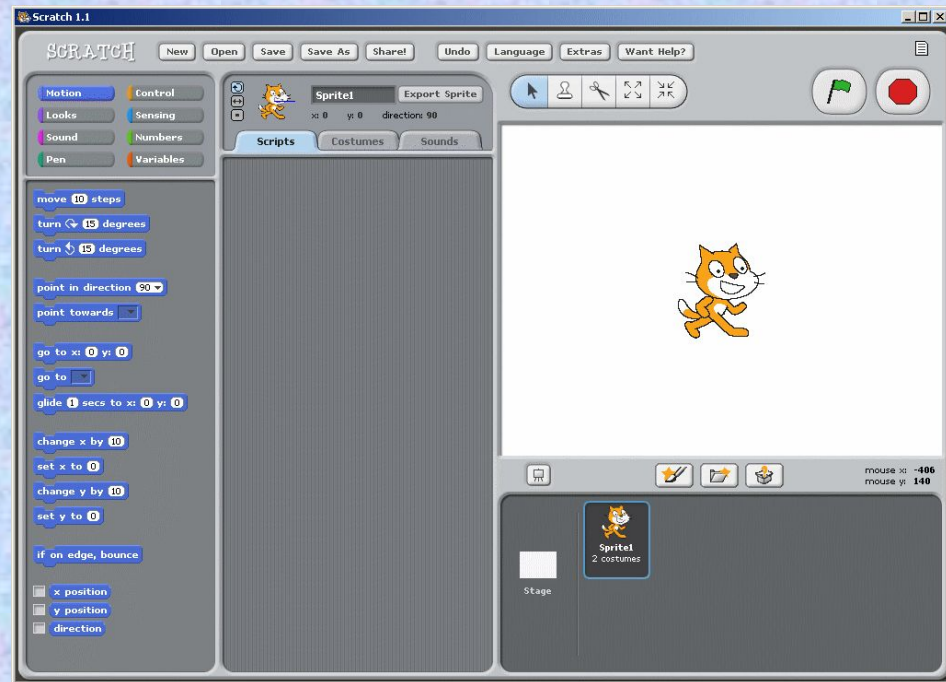 Scratch 1.1
SCRATCH New Open Save Save As Share! Undo Language Extras Want Help?
Motion Control
Looks Sensing
Sound Numbers
Pen Variables
move 10 steps
turn 15 degrees
turn 15 degrees
point in direction 90
point towards
go to x: 0 y: 0
go to
glide 1 secs to x: 0 y: 0
change x by 10
set x to 0
change y by 10
set y to 0
if on edge, bounce
x position
y position
direction
Sprite1 Export Sprite
x: 0 y: 0 direction: 90
Scripts Costumes Sounds
mouse x: -406
mouse y: 140
Stage
Sprite1
2 costumes